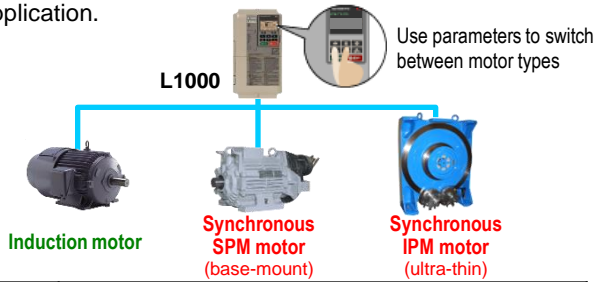 application.
Use parameters to switch
between motor types
L1000
Induction motor
Synchronous
SPM motor
(base-mount)
Synchronous
IPM motor
(ultra-thin)